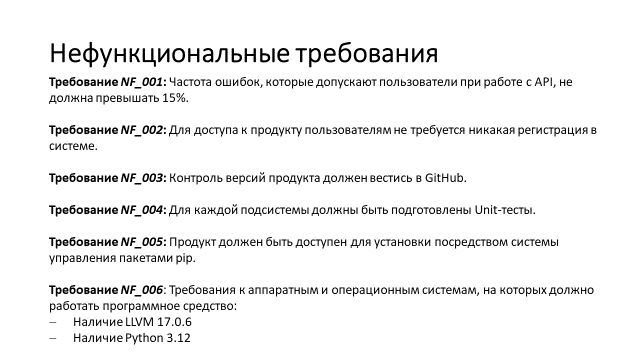 Нефункциональные требования
Требование NF_001: Частота ошибок, которые допускают пользователи при работе с API, не
должна превышать 15%.
Требование NF_002: Для доступа к продукту пользователям не требуется никакая регистрация в
системе.
Требование NF_003: Контроль версий продукта должен вестись в GitHub.
Требование NF_004: Для каждой подсистемы должны быть подготовлены Unit-тесты.
Требование NF_005: Продукт должен быть доступен для установки посредством системы
управления пакетами pip.
Требование NF_006: Требования к аппаратным и операционным системам, на которых должно
работать программное средство:
– Наличие LLVM 17.0.6
– Наличие Python 3.12